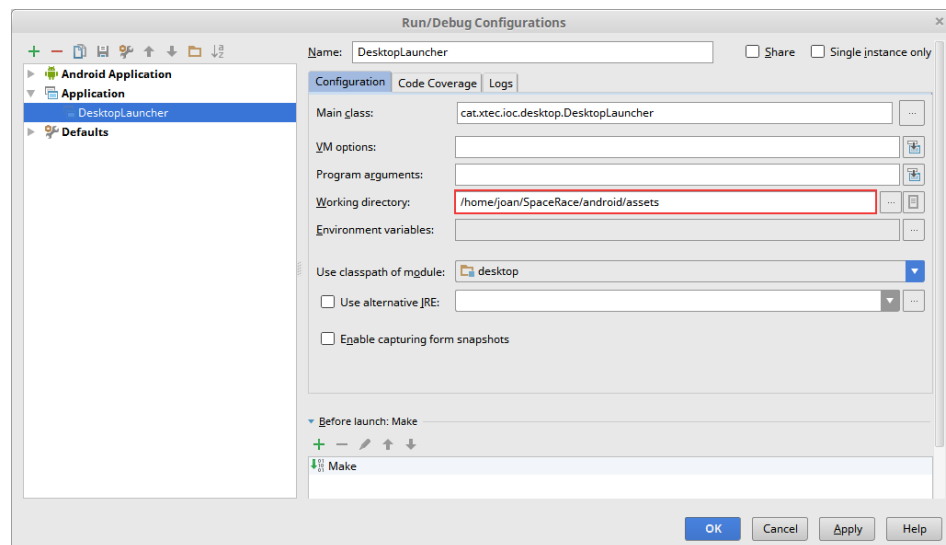 Run/Debug Configurations
Name: DesktopLauncher Share Single instance only
Android Application
Application
DesktopLauncher
Defaults
Configuration Code Coverage Logs
Main class: cat.xtec.ioc.desktop.DesktopLauncher ...
VM options:
Program arguments:
Working directory: /home/joan/SpaceRace/android/assets ...
Environment variables: ...
Use classpath of module: desktop
Use alternative JRE: ...
Enable capturing form snapshots
Before launch: Make
Make
OK Cancel Apply Help